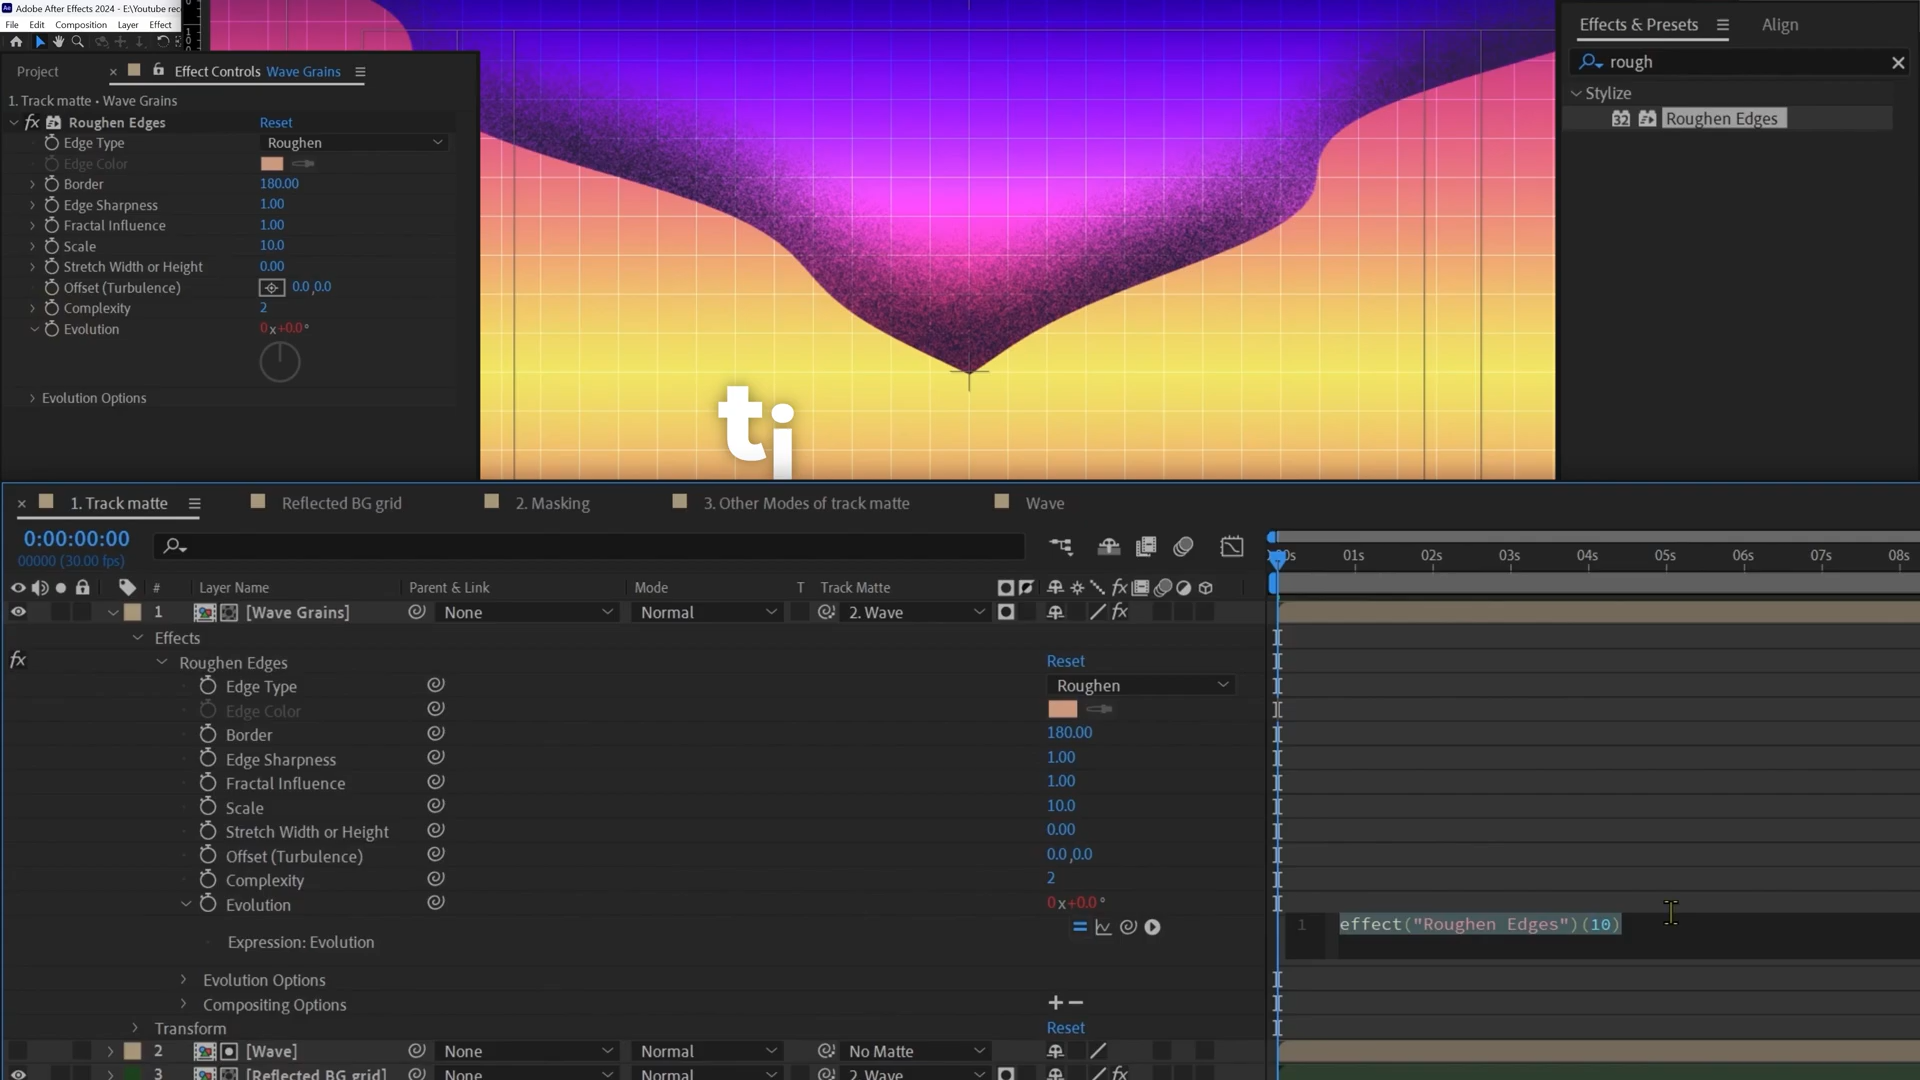 Adobe After Effects 2024 - E:\Youtube rec
File Edit Composition Layer Effect
Project
Effect Controls Wave Grains
1. Track matte • Wave Grains
fx Roughen Edges Reset
Edge Type Roughen
Edge Color
Border 180.00
Edge Sharpness 1.00
Fractal Influence 1.00
Scale 10.0
Stretch Width or Height 0.00
Offset (Turbulence) 0.0 ,0.0
Complexity 2
Evolution 0 x+0.0 °
Evolution Options
ti
Effects & Presets Align
rough
Stylize
32 Roughen Edges
1. Track matte Reflected BG grid 2. Masking 3. Other Modes of track matte Wave
0:00:00:00
00000 (30.00 fps)
00s 01s 02s 03s 04s 05s 06s 07s 08s
# Layer Name Parent & Link Mode T Track Matte fx
1 [Wave Grains] None Normal 2. Wave fx
Effects
fx Roughen Edges Reset
Edge Type Roughen
Edge Color
Border 180.00
Edge Sharpness 1.00
Fractal Influence 1.00
Scale 10.0
Stretch Width or Height 0.00
Offset (Turbulence) 0.0 ,0.0
Complexity 2
Evolution 0 x+0.0 °
1 effect("Roughen Edges")(10)
Expression: Evolution
Evolution Options
Compositing Options
Transform Reset
2 [Wave] None Normal No Matte
3 [Reflected BG grid] None Normal 2. Wave fx